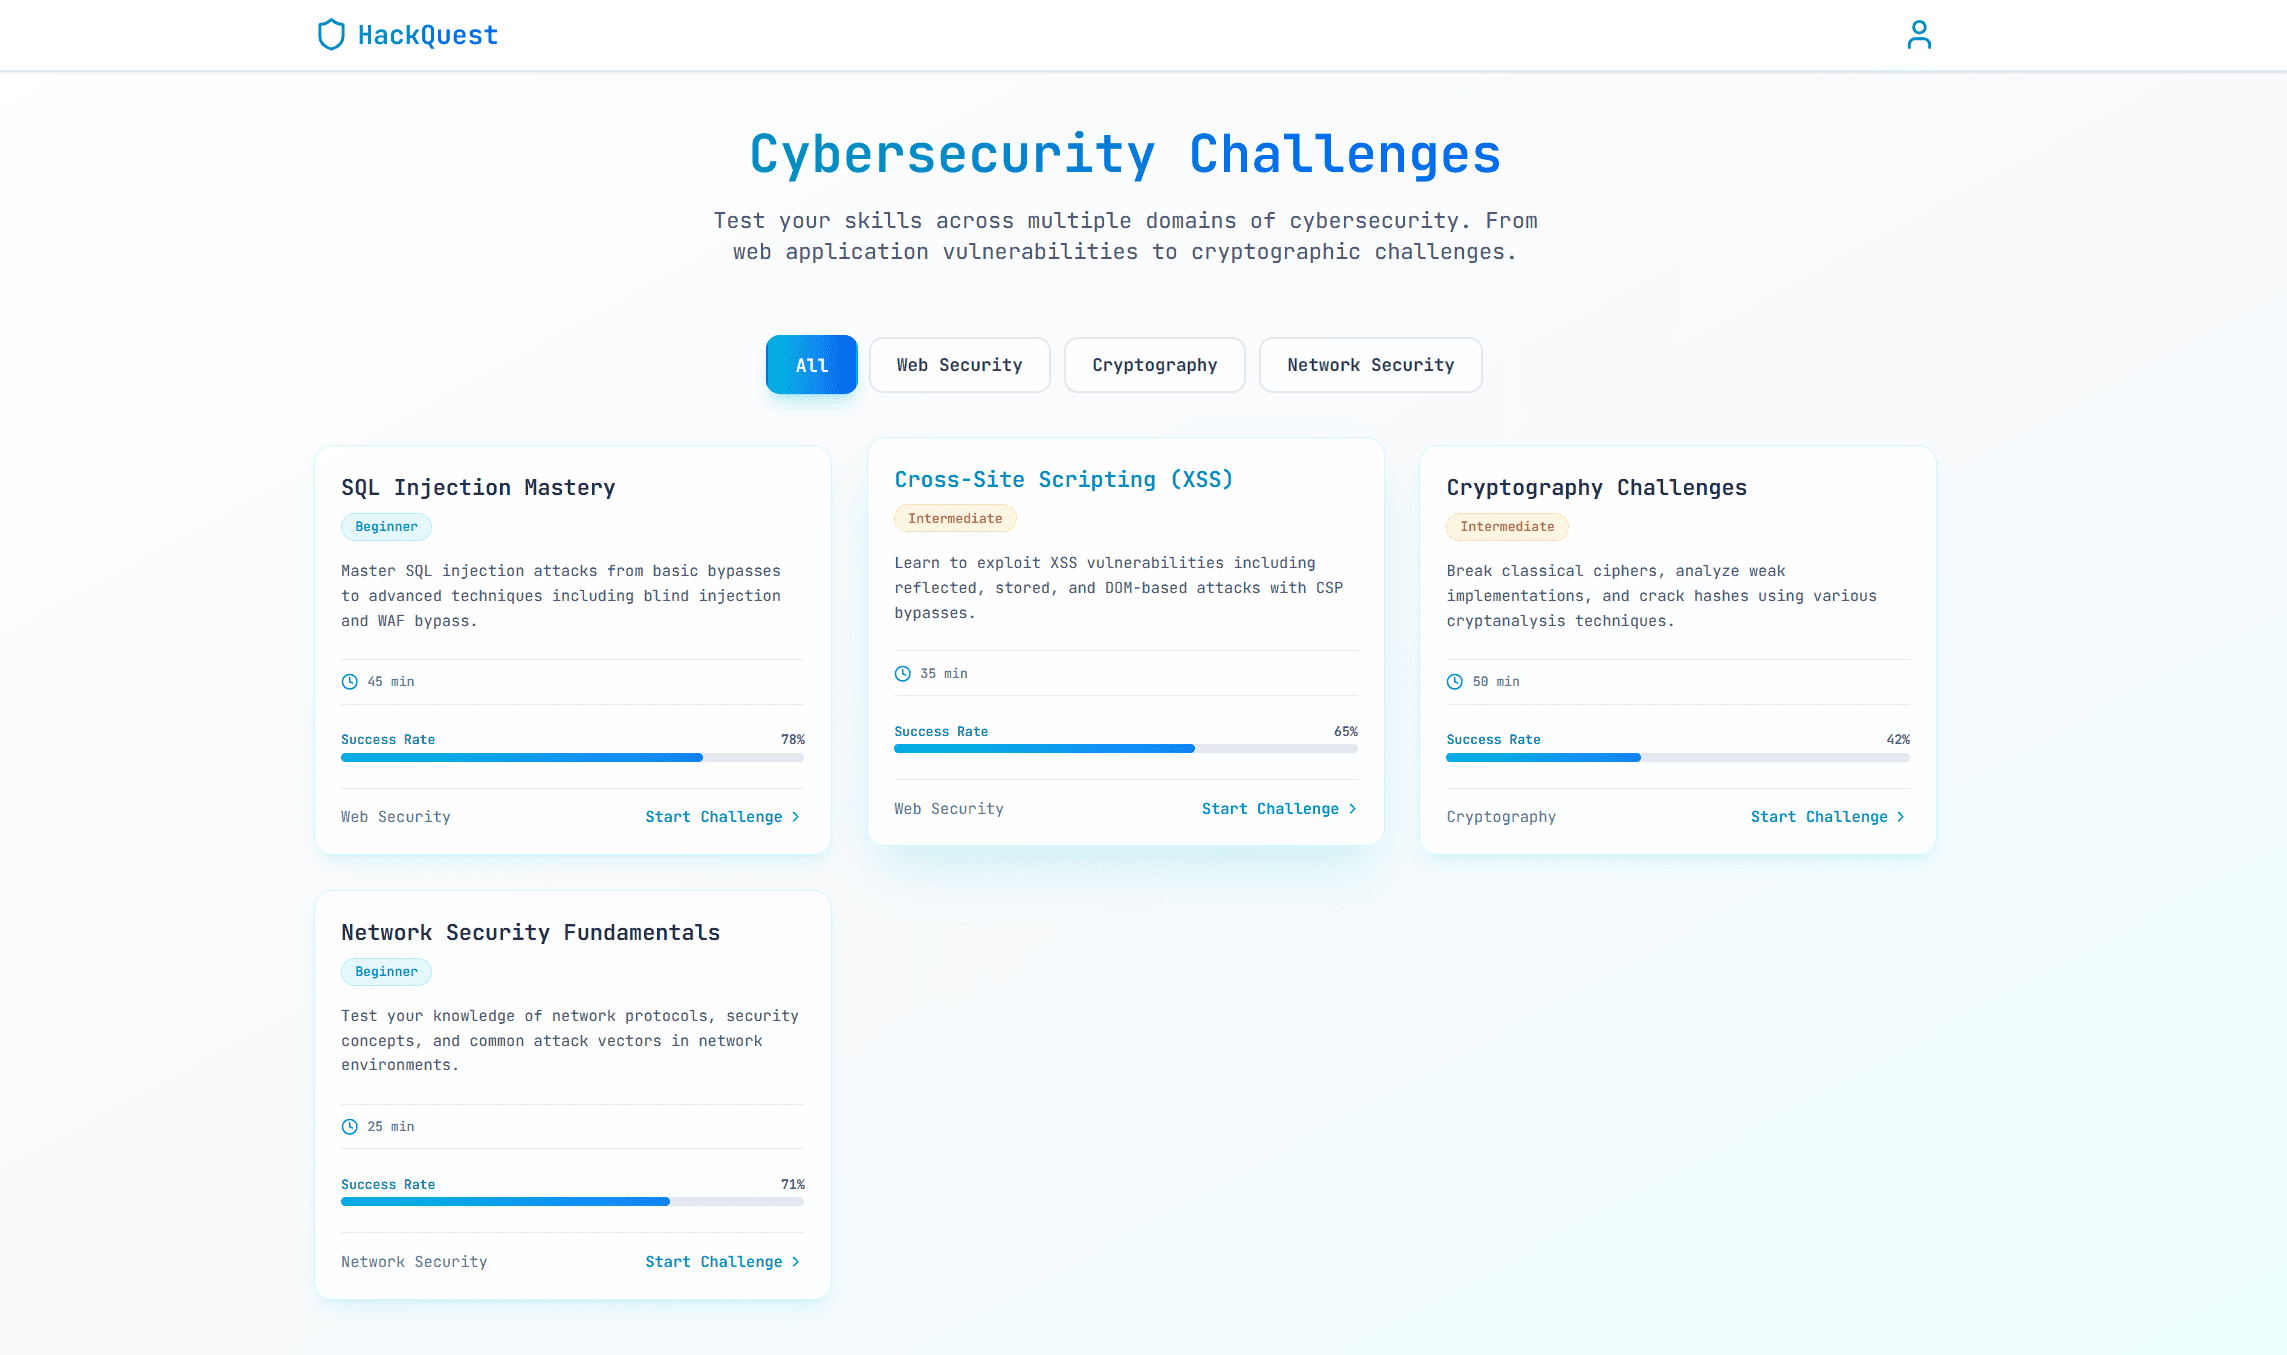 HackQuest
Cybersecurity Challenges
Test your skills across multiple domains of cybersecurity. From
web application vulnerabilities to cryptographic challenges.
All
Web Security
Cryptography
Network Security
SQL Injection Mastery
Beginner
Master SQL injection attacks from basic bypasses
to advanced techniques including blind injection
and WAF bypass.
45 min
Success Rate 78%
Web Security Start Challenge
Cross-Site Scripting (XSS)
Intermediate
Learn to exploit XSS vulnerabilities including
reflected, stored, and DOM-based attacks with CSP
bypasses.
35 min
Success Rate 65%
Web Security Start Challenge
Cryptography Challenges
Intermediate
Break classical ciphers, analyze weak
implementations, and crack hashes using various
cryptanalysis techniques.
50 min
Success Rate 42%
Cryptography Start Challenge
Network Security Fundamentals
Beginner
Test your knowledge of network protocols, security
concepts, and common attack vectors in network
environments.
25 min
Success Rate 71%
Network Security Start Challenge